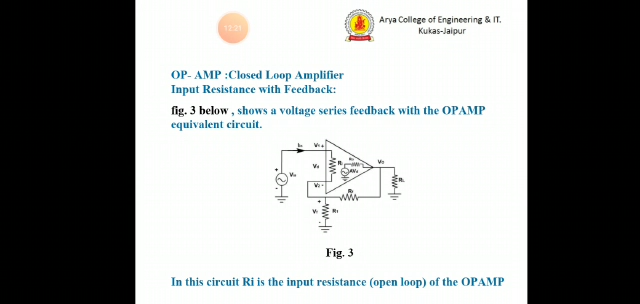 13:21
Arya College of Engineering & IT.
Kukas-Jaipur
OP- AMP :Closed Loop Amplifier
Input Resistance with Feedback:
fig. 3 below , shows a voltage series feedback with the OPAMP
equivalent circuit.
Fig. 3
In this circuit Ri is the input resistance (open loop) of the OPAMP